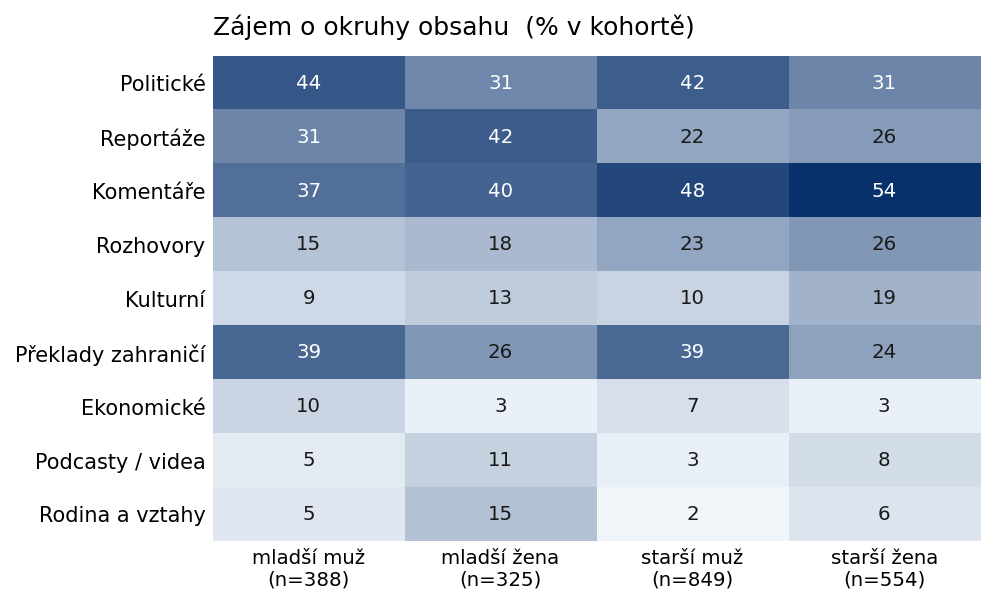 Zájem o okruhy obsahu  (% v kohortě)
Politické 44 31 42 31
Reportáže 31 42 22 26
Komentáře 37 40 48 54
Rozhovory 15 18 23 26
Kulturní 9 13 10 19
Překlady zahraničí 39 26 39 24
Ekonomické 10 3 7 3
Podcasty / videa 5 11 3 8
Rodina a vztahy 5 15 2 6
mladší muž mladší žena starší muž starší žena
(n=388) (n=325) (n=849) (n=554)